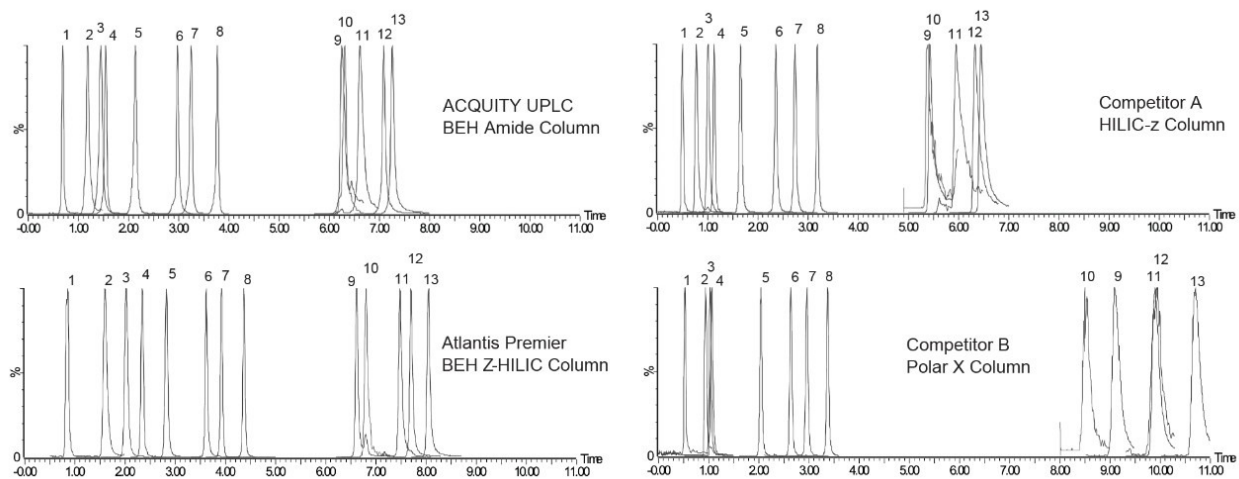 1 2 3 4 5 6 7 8 9 10 11 12 13
ACQUITY UPLC
BEH Amide Column
%
0
-0.00 1.00 2.00 3.00 4.00 5.00 6.00 7.00 8.00 9.00 10.00 11.00 Time
1 2 3 4 5 6 7 8 9 10 11 12 13
Competitor A
HILIC-z Column
%
0
-0.00 1.00 2.00 3.00 4.00 5.00 6.00 7.00 8.00 9.00 10.00 11.00 Time
1 2 3 4 5 6 7 8 9 10 11 12 13
Atlantis Premier
BEH Z-HILIC Column
%
0
-0.00 1.00 2.00 3.00 4.00 5.00 6.00 7.00 8.00 9.00 10.00 11.00 Time
1 2 3 4 5 6 7 8 10 9 11 12 13
Competitor B
Polar X Column
%
0
-0.00 1.00 2.00 3.00 4.00 5.00 6.00 7.00 8.00 9.00 10.00 11.00 Time